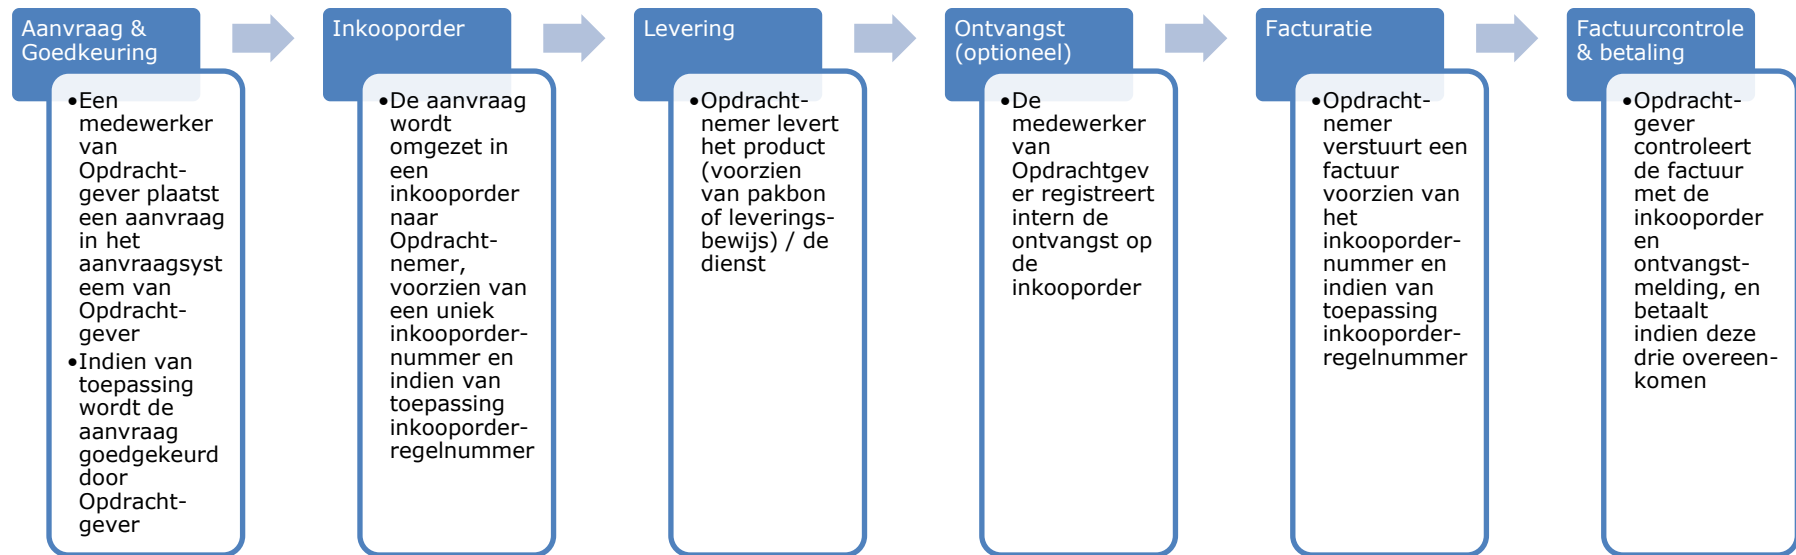 Aanvraag &
Goedkeuring
•Een
medewerker
van
Opdracht-
gever plaatst
een aanvraag
in het
aanvraagsyst
eem van
Opdracht-
gever
•Indien van
toepassing
wordt de
aanvraag
goedgekeurd
door
Opdracht-
gever
Inkooporder
•De aanvraag
wordt
omgezet in
een
inkooporder
naar
Opdracht-
nemer,
voorzien van
een uniek
inkooporder-
nummer en
indien van
toepassing
inkooporder-
regelnummer
Levering
•Opdracht-
nemer levert
het product
(voorzien
van pakbon
of leverings-
bewijs) / de
dienst
Ontvangst
(optioneel)
•De
medewerker
van
Opdrachtgev
er registreert
intern de
ontvangst op
de
inkooporder
Facturatie
•Opdracht-
nemer
verstuurt een
factuur
voorzien van
het
inkooporder-
nummer en
indien van
toepassing
inkooporder-
regelnummer
Factuurcontrole
& betaling
•Opdracht-
gever
controleert
de factuur
met de
inkooporder
en
ontvangst-
melding, en
betaalt
indien deze
drie overeen-
komen